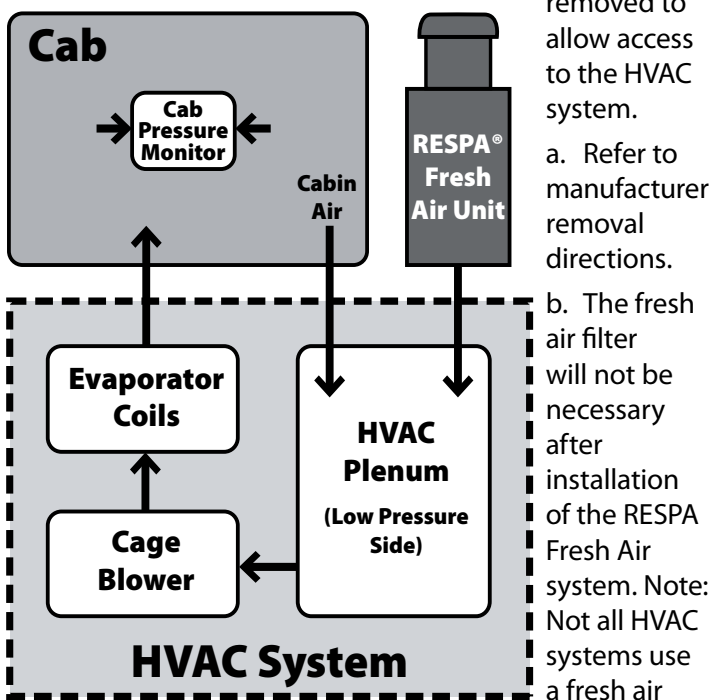 Cab
Cab
Pressure
Monitor
Cabin
Air
RESPA®
Fresh
Air Unit
Evaporator
Coils
HVAC
Plenum
(Low Pressure
Side)
Cage
Blower
HVAC System
removed to
allow access
to the HVAC
system.
a. Refer to
manufacturer
removal
directions.
b. The fresh
air filter
will not be
necessary
after
installation
of the RESPA
Fresh Air
system. Note:
Not all HVAC
systems use
a fresh air